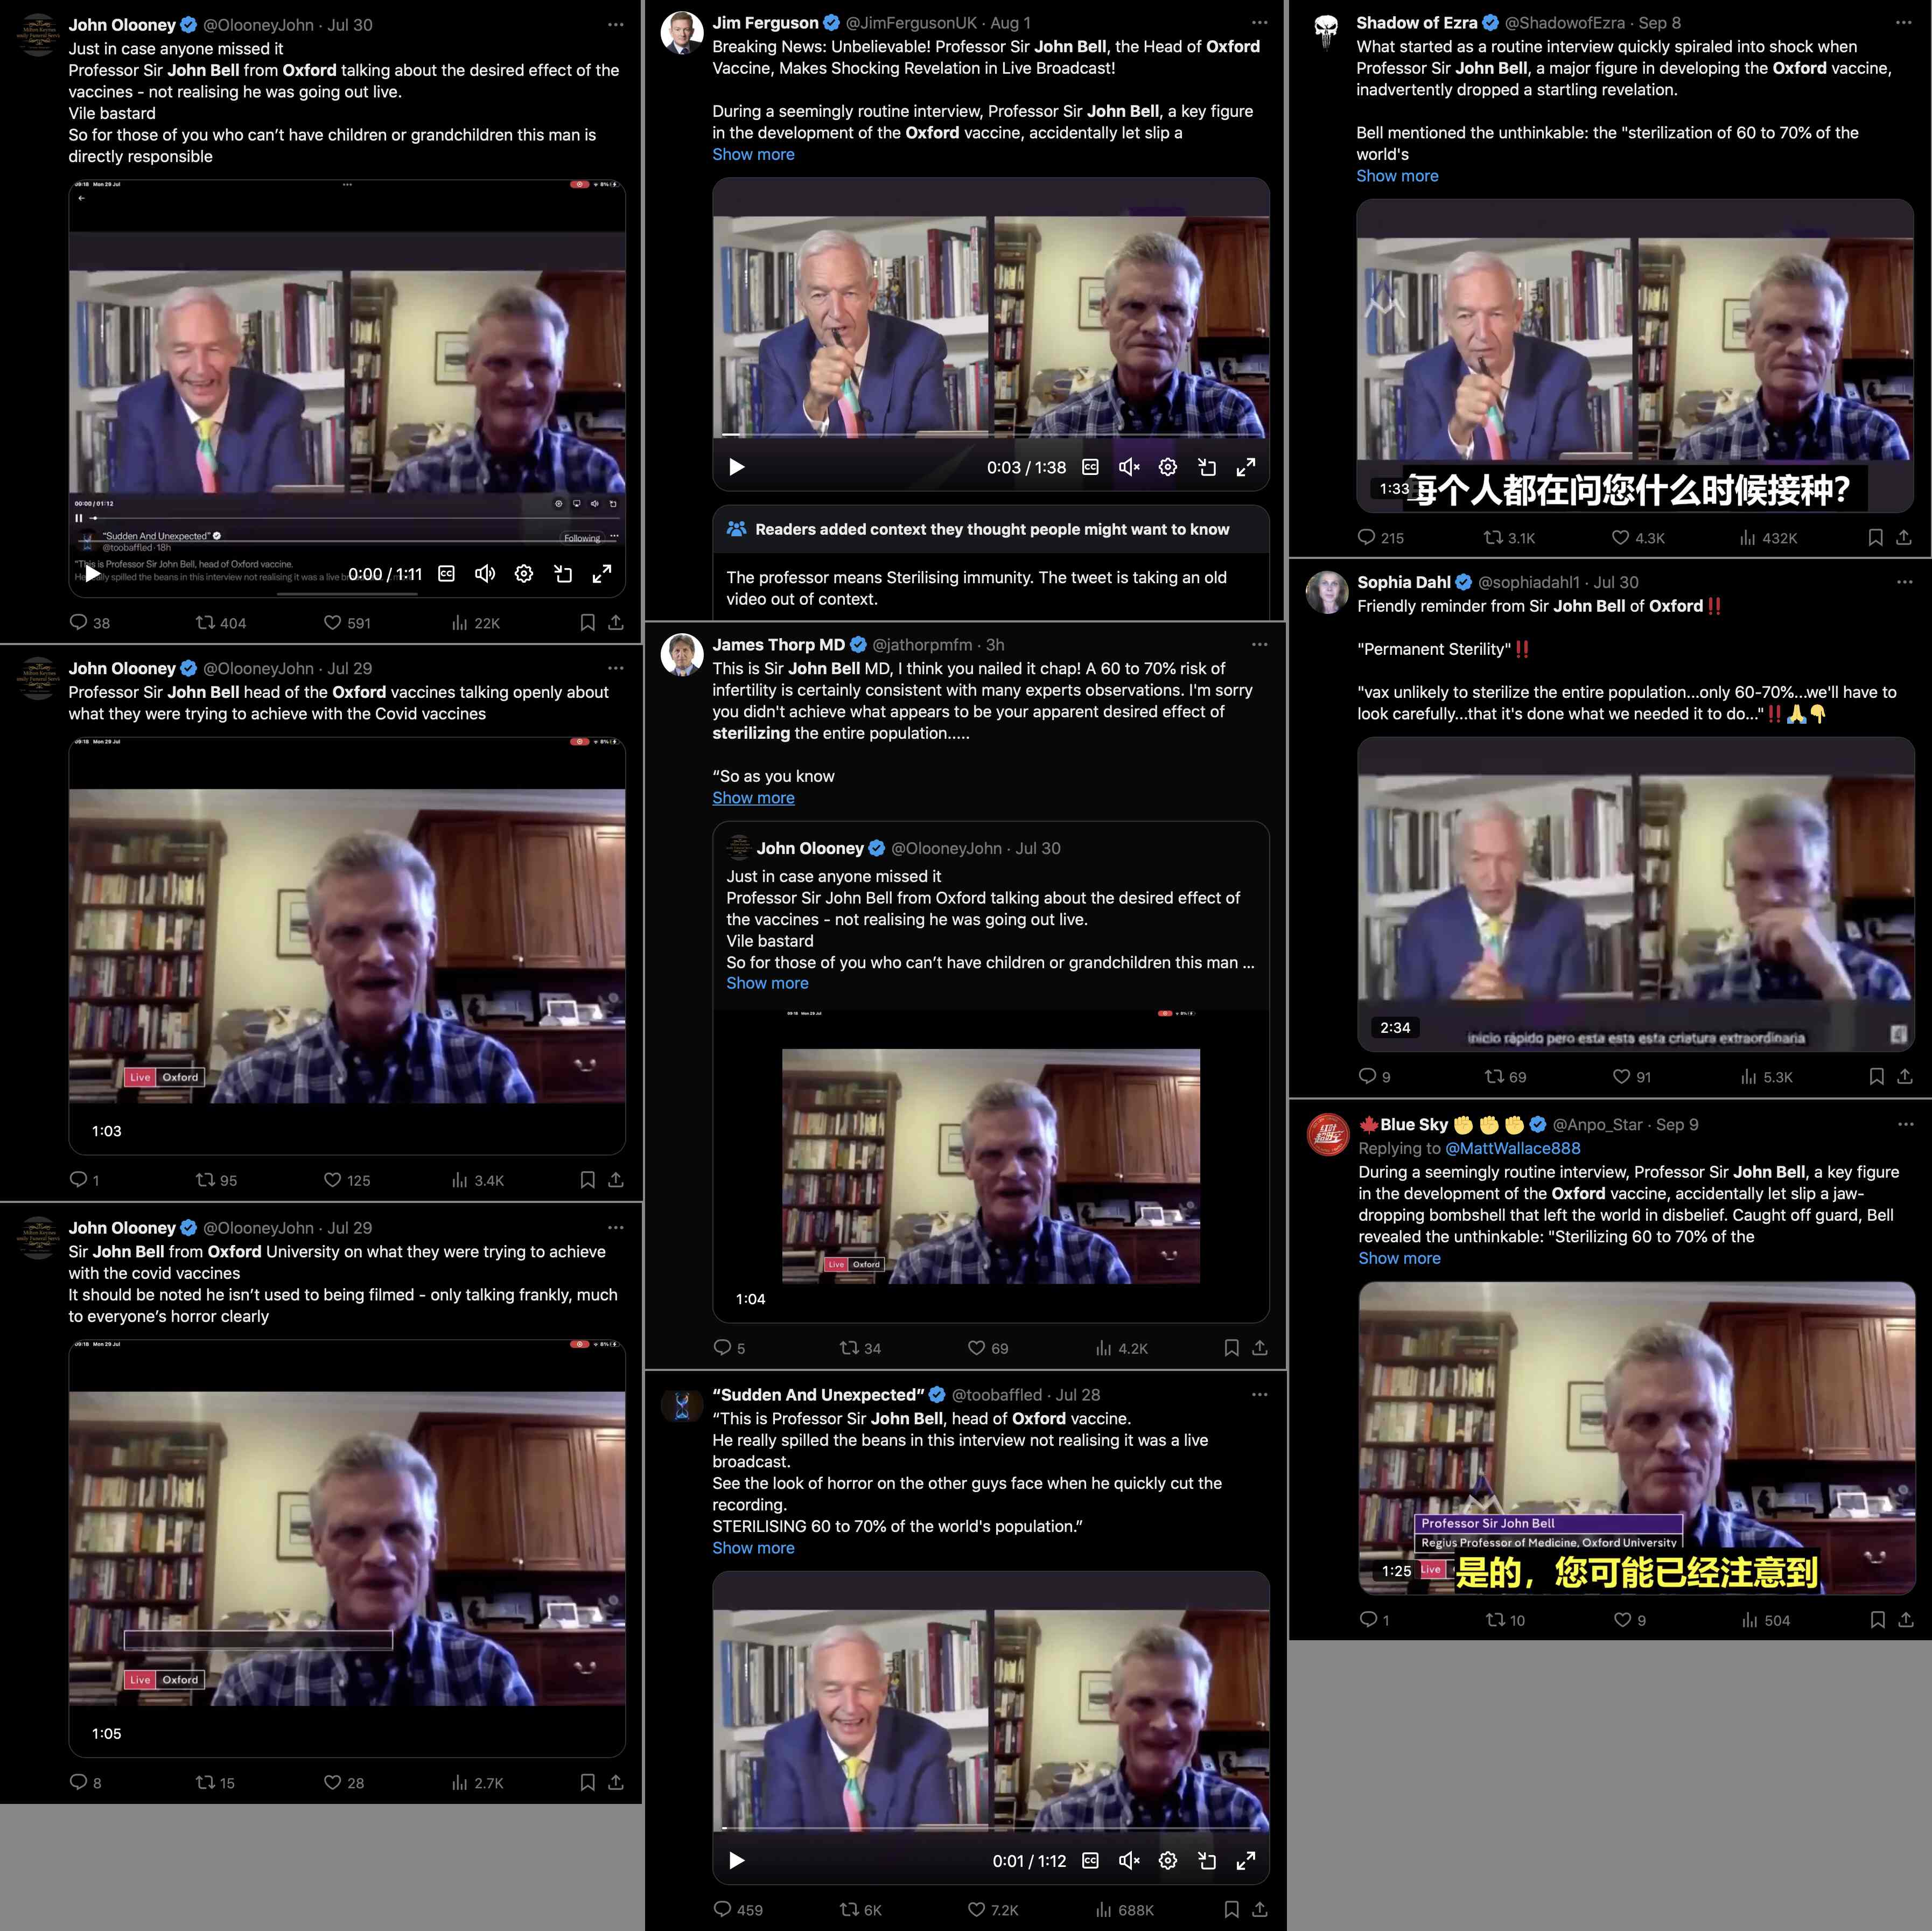 John Olooney @OlooneyJohn · Jul 30
Just in case anyone missed it
Professor Sir John Bell from Oxford talking about the desired effect of the
vaccines - not realising he was going out live.
Vile bastard
So for those of you who can't have children or grandchildren this man is
directly responsible
09:18 Mon 29 Jul
8%
00:00 / 01:12
"Sudden And Unexpected"
@toobaffled · 18h
Following
"This is Professor Sir John Bell, head of Oxford vaccine.
He really spilled the beans in this interview not realising it was a live
0:00 / 1:11
CC
38 404 591 22K
John Olooney @OlooneyJohn · Jul 29
Professor Sir John Bell head of the Oxford vaccines talking openly about
what they were trying to achieve with the Covid vaccines
09:18 Mon 29 Jul
8%
Live Oxford
1:03
1 95 125 3.4K
John Olooney @OlooneyJohn · Jul 29
Sir John Bell from Oxford University on what they were trying to achieve
with the covid vaccines
It should be noted he isn't used to being filmed - only talking frankly, much
to everyone's horror clearly
09:18 Mon 29 Jul
8%
Live Oxford
1:05
8 15 28 2.7K
Jim Ferguson @JimFergusonUK · Aug 1
Breaking News: Unbelievable! Professor Sir John Bell, the Head of Oxford
Vaccine, Makes Shocking Revelation in Live Broadcast!
During a seemingly routine interview, Professor Sir John Bell, a key figure
in the development of the Oxford vaccine, accidentally let slip a
Show more
0:03 / 1:38
CC
Readers added context they thought people might want to know
The professor means Sterilising immunity. The tweet is taking an old
video out of context.
James Thorp MD @jathorpmfm · 3h
This is Sir John Bell MD, I think you nailed it chap! A 60 to 70% risk of
infertility is certainly consistent with many experts observations. I'm sorry
you didn't achieve what appears to be your apparent desired effect of
sterilizing the entire population.....
"So as you know
Show more
John Olooney @OlooneyJohn · Jul 30
Just in case anyone missed it
Professor Sir John Bell from Oxford talking about the desired effect of
the vaccines - not realising he was going out live.
Vile bastard
So for those of you who can't have children or grandchildren this man ...
Show more
09:18 Mon 29 Jul
8%
Live Oxford
1:04
5 34 69 4.2K
"Sudden And Unexpected" @toobaffled · Jul 28
"This is Professor Sir John Bell, head of Oxford vaccine.
He really spilled the beans in this interview not realising it was a live
broadcast.
See the look of horror on the other guys face when he quickly cut the
recording.
STERILISING 60 to 70% of the world's population."
Show more
0:01 / 1:12
CC
459 6K 7.2K 688K
Shadow of Ezra @ShadowofEzra · Sep 8
What started as a routine interview quickly spiraled into shock when
Professor Sir John Bell, a major figure in developing the Oxford vaccine,
inadvertently dropped a startling revelation.
Bell mentioned the unthinkable: the "sterilization of 60 to 70% of the
world's
Show more
1:33
每个人都在问您什么时候接种?
215 3.1K 4.3K 432K
Sophia Dahl @sophiadahl1 · Jul 30
Friendly reminder from Sir John Bell of Oxford‼️
"Permanent Sterility"‼️
"vax unlikely to sterilize the entire population...only 60-70%...we'll have to
look carefully...that it's done what we needed it to do..."‼️🙏👇
2:34
inicio rápido pero esta esta esta criatura extraordinaria
4
9 69 91 5.3K
🍁Blue Sky ✊✊✊ @Anpo_Star · Sep 9
Replying to @MattWallace888
During a seemingly routine interview, Professor Sir John Bell, a key figure
in the development of the Oxford vaccine, accidentally let slip a jaw-
dropping bombshell that left the world in disbelief. Caught off guard, Bell
revealed the unthinkable: "Sterilizing 60 to 70% of the
Show more
Professor Sir John Bell
Regius Professor of Medicine, Oxford University
1:25
Live
是的，您可能已经注意到
1 10 9 504